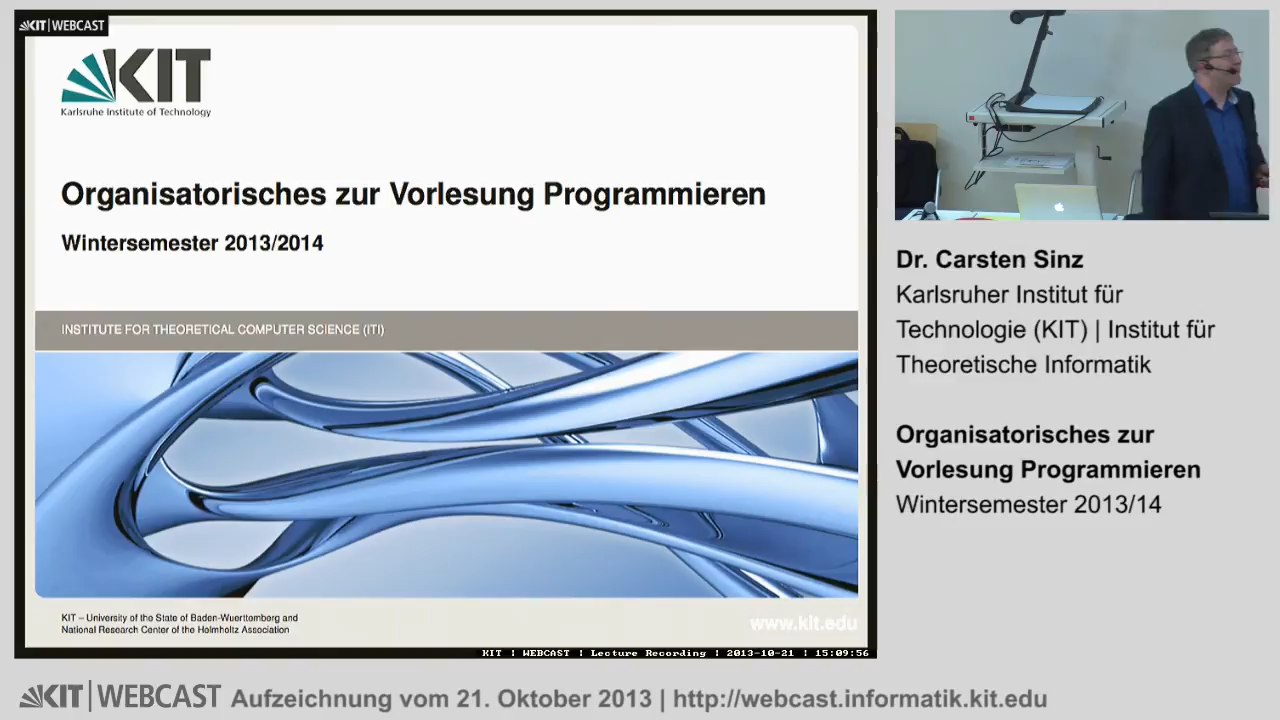 KIT | WEBCAST
KIT
Karlsruhe Institute of Technology
Organisatorisches zur Vorlesung Programmieren
Wintersemester 2013/2014
INSTITUTE FOR THEORETICAL COMPUTER SCIENCE (ITI)
KIT – University of the State of Baden-Wuerttemberg and
National Research Center of the Helmholtz Association
www.kit.edu
KIT | WEBCAST | Lecture Recording | 2013-10-21 | 15:09:56
Dr. Carsten Sinz
Karlsruher Institut für
Technologie (KIT) | Institut für
Theoretische Informatik
Organisatorisches zur
Vorlesung Programmieren
Wintersemester 2013/14
KIT | WEBCAST Aufzeichnung vom 21. Oktober 2013 | http://webcast.informatik.kit.edu